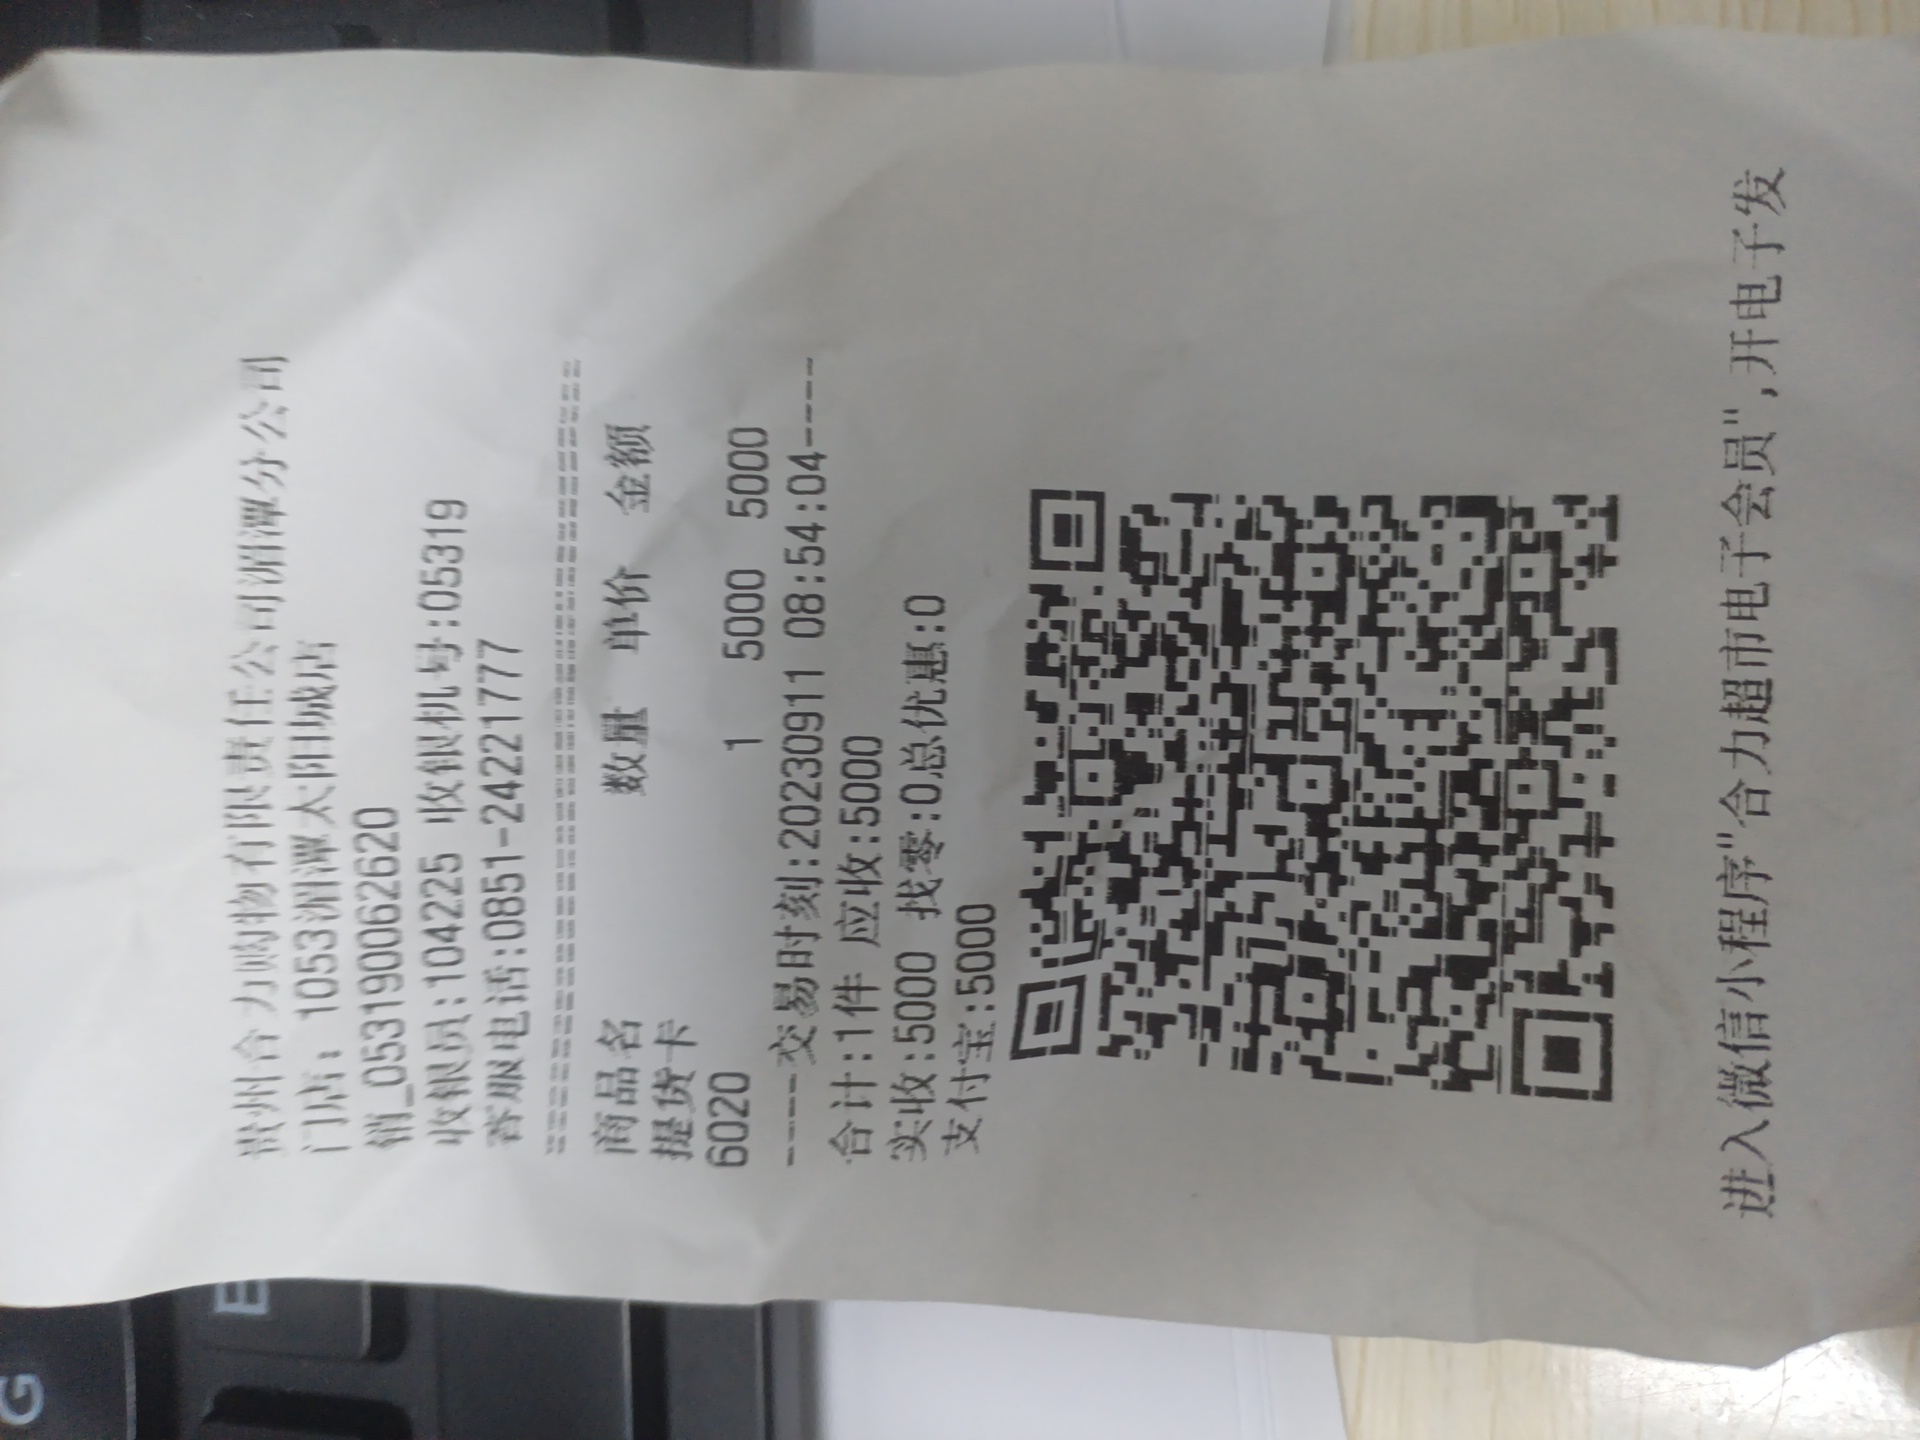 贵州合力购物有限责任公司湄潭分公司
门店: 1053湄潭太阳城店
销_053190062620
收银员:104225 收银机号:05319
客服电话:0851-24221777
商品名 数量 单价 金额
提货卡
6020 1 5000 5000
-----交易时刻:20230911 08:54:04----
合计:1件 应收:5000
实收:5000 找零:0总优惠:0
支付宝:5000
进入微信小程序"合力超市电子会员",开电子发
G
B